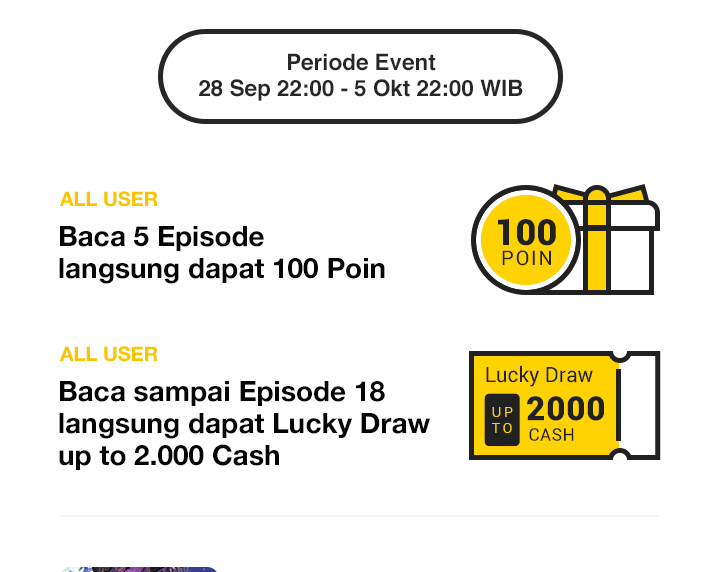 Periode Event
28 Sep 22:00 - 5 Okt 22:00 WIB
ALL USER
Baca 5 Episode
langsung dapat 100 Poin
100
POIN
ALL USER
Baca sampai Episode 18
langsung dapat Lucky Draw
up to 2.000 Cash
Lucky Draw
UP
TO
2000
CASH